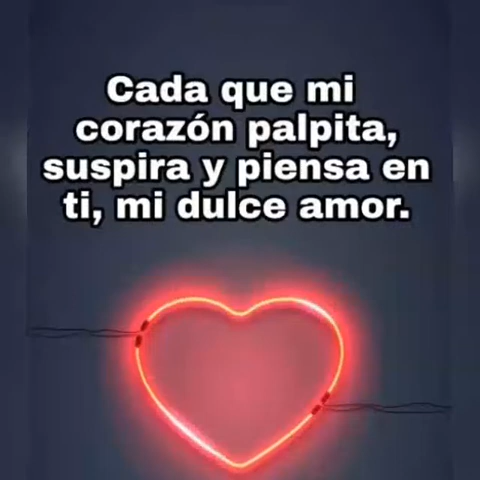 Cada que mi
corazón palpita,
suspira y piensa en
ti, mi dulce amor.